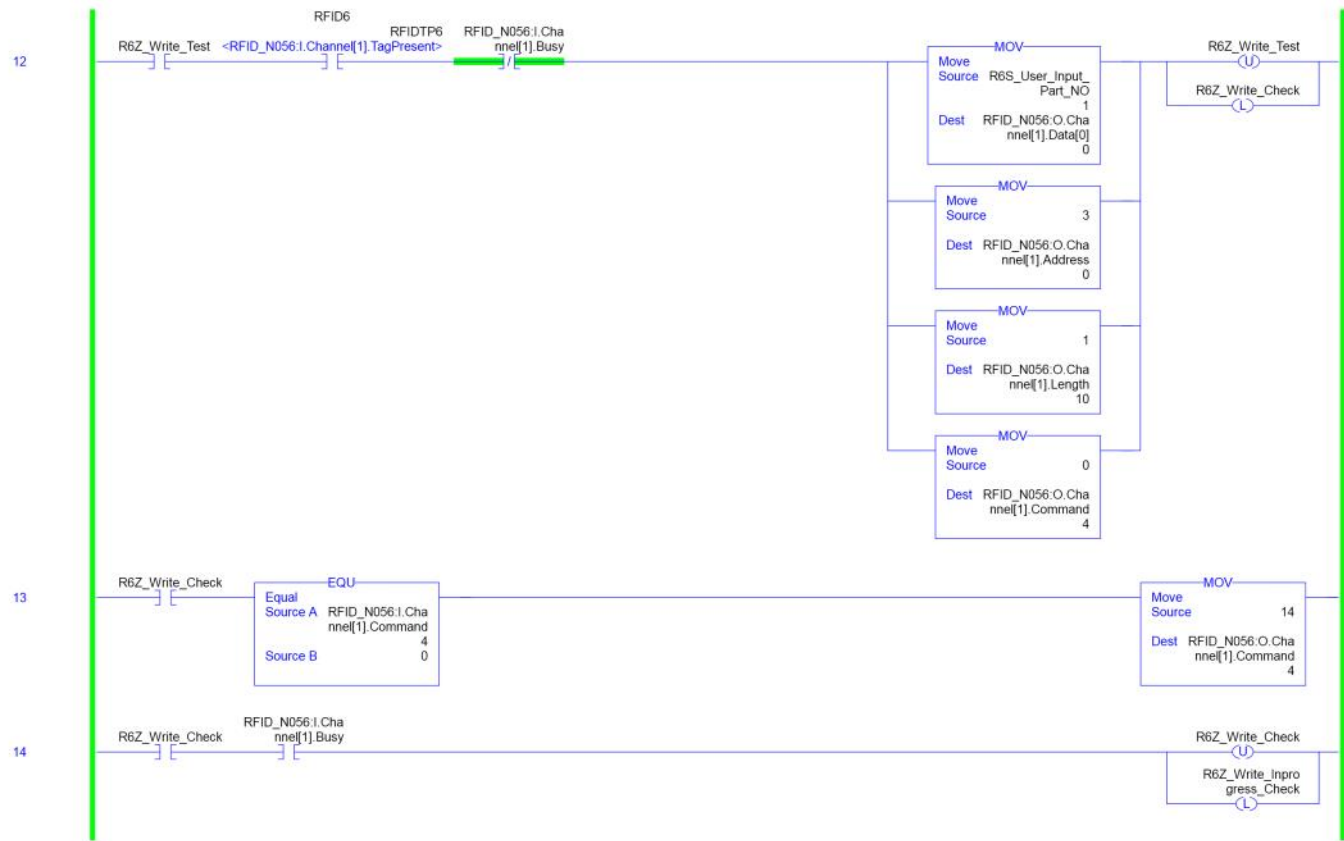 RFID6
RFIDTP6 RFID_N056:I.Cha
R6Z_Write_Test <RFID_N056:I.Channel[1].TagPresent> nnel[1].Busy
12
MOV
Move
Source R6S_User_Input_
Part_NO
1
Dest RFID_N056:O.Cha
nnel[1].Data[0]
0
R6Z_Write_Test
U
R6Z_Write_Check
L
MOV
Move
Source 3
Dest RFID_N056:O.Cha
nnel[1].Address
0
MOV
Move
Source 1
Dest RFID_N056:O.Cha
nnel[1].Length
10
MOV
Move
Source 0
Dest RFID_N056:O.Cha
nnel[1].Command
4
13
R6Z_Write_Check
EQU
Equal
Source A RFID_N056:I.Cha
nnel[1].Command
4
Source B 0
MOV
Move
Source 14
Dest RFID_N056:O.Cha
nnel[1].Command
4
14
R6Z_Write_Check
RFID_N056:I.Cha
nnel[1].Busy
R6Z_Write_Check
U
R6Z_Write_Inpro
gress_Check
L